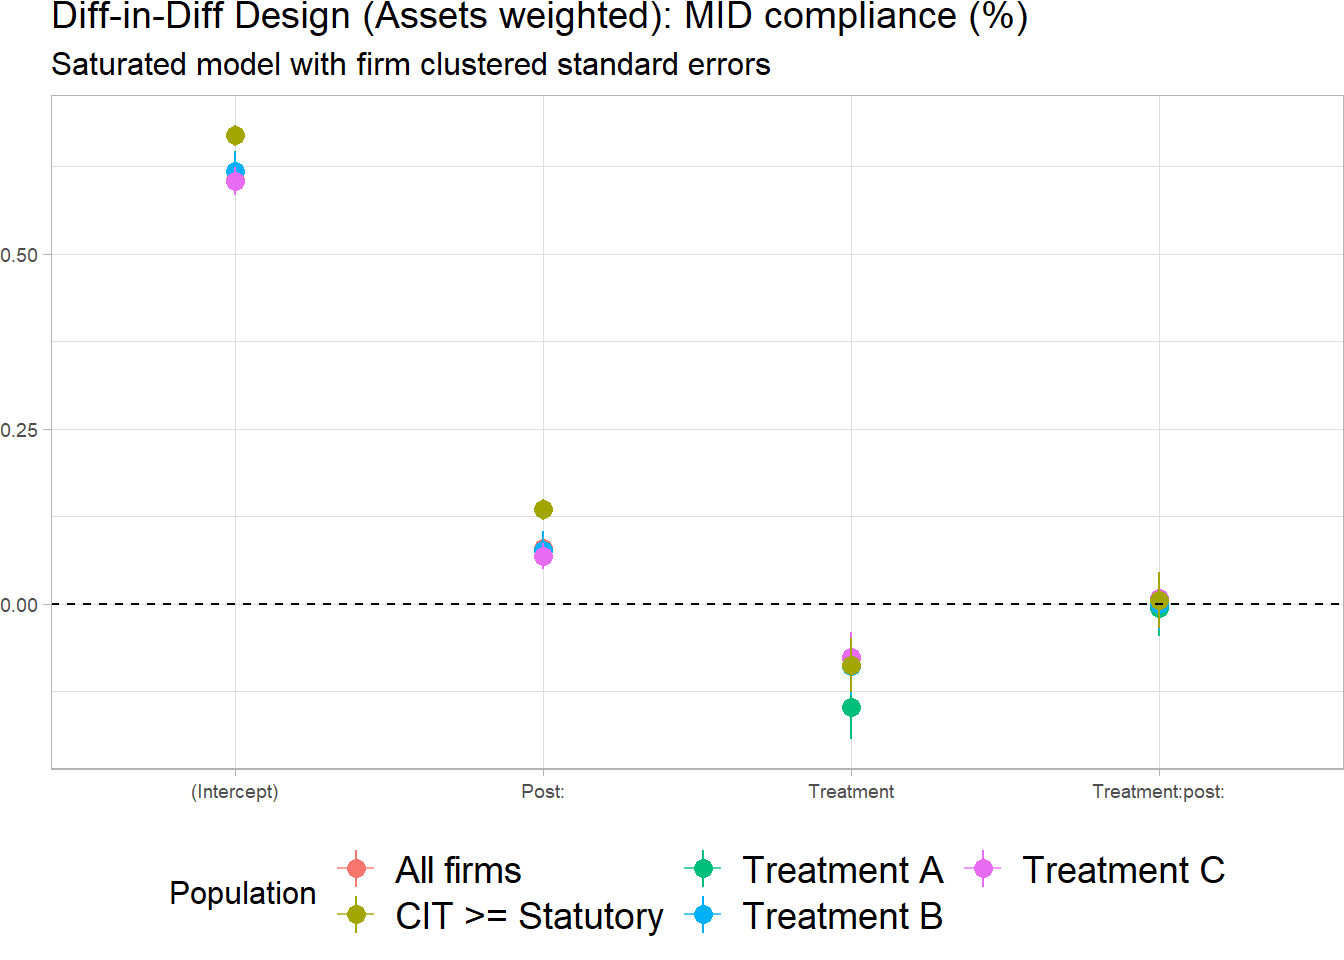 Diff-in-Diff Design (Assets weighted): MID compliance (%)
Saturated model with firm clustered standard errors
0.50
0.25
0.00
(Intercept) Post: Treatment Treatment:post:
Population
All firms Treatment A Treatment C
CIT >= Statutory Treatment B